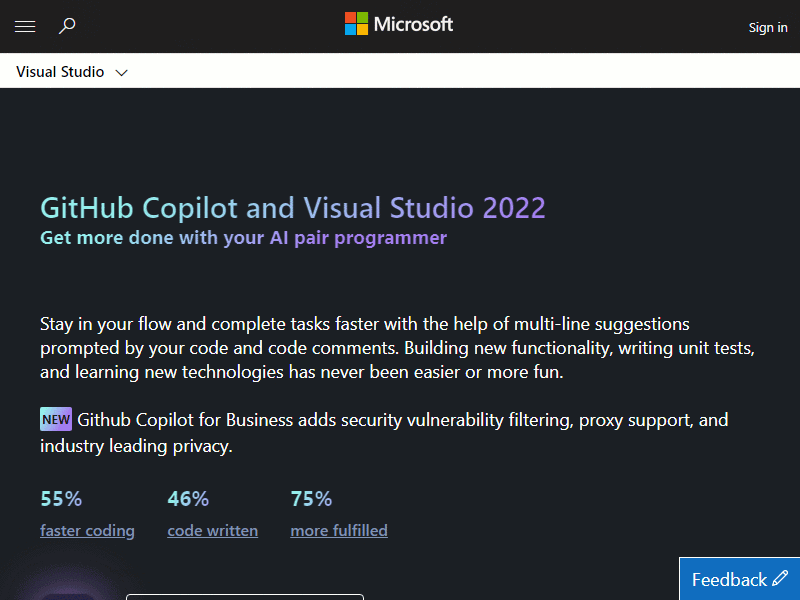 Microsoft
Sign in
Visual Studio
GitHub Copilot and Visual Studio 2022
Get more done with your AI pair programmer
Stay in your flow and complete tasks faster with the help of multi-line suggestions
prompted by your code and code comments. Building new functionality, writing unit tests,
and learning new technologies has never been easier or more fun.
NEW Github Copilot for Business adds security vulnerability filtering, proxy support, and
industry leading privacy.
55% 46% 75%
faster coding code written more fulfilled
Feedback